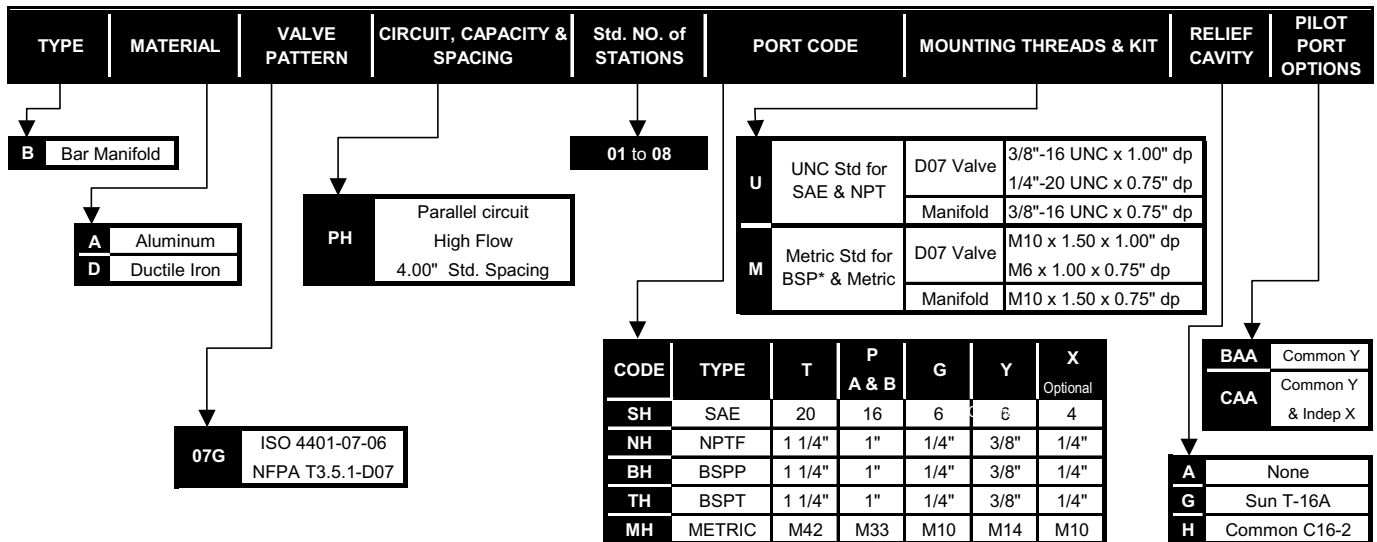 TYPE
MATERIAL
VALVE
PATTERN
CIRCUIT, CAPACITY &
SPACING
Std. NO. of
STATIONS
PORT CODE
MOUNTING THREADS & KIT
RELIEF
CAVITY
PILOT
PORT
OPTIONS
B Bar Manifold
A Aluminum
D Ductile Iron
07G
ISO 4401-07-06
NFPA T3.5.1-D07
PH
Parallel circuit
High Flow
4.00" Std. Spacing
01 to 08
U
UNC Std for
SAE & NPT
D07 Valve
3/8"-16 UNC x 1.00" dp
1/4"-20 UNC x 0.75" dp
Manifold 3/8"-16 UNC x 0.75" dp
M
Metric Std for
BSP* & Metric
D07 Valve
M10 x 1.50 x 1.00" dp
M6 x 1.00 x 0.75" dp
Manifold M10 x 1.50 x 0.75" dp
CODE TYPE T P A & B G Y X Optional
SH SAE 20 16 6 6 4
NH NPTF 1 1/4" 1" 1/4" 3/8" 1/4"
BH BSPP 1 1/4" 1" 1/4" 3/8" 1/4"
TH BSPT 1 1/4" 1" 1/4" 3/8" 1/4"
MH METRIC M42 M33 M10 M14 M10
BAA Common Y
CAA
Common Y
& Indep X
A None
G Sun T-16A
H Common C16-2